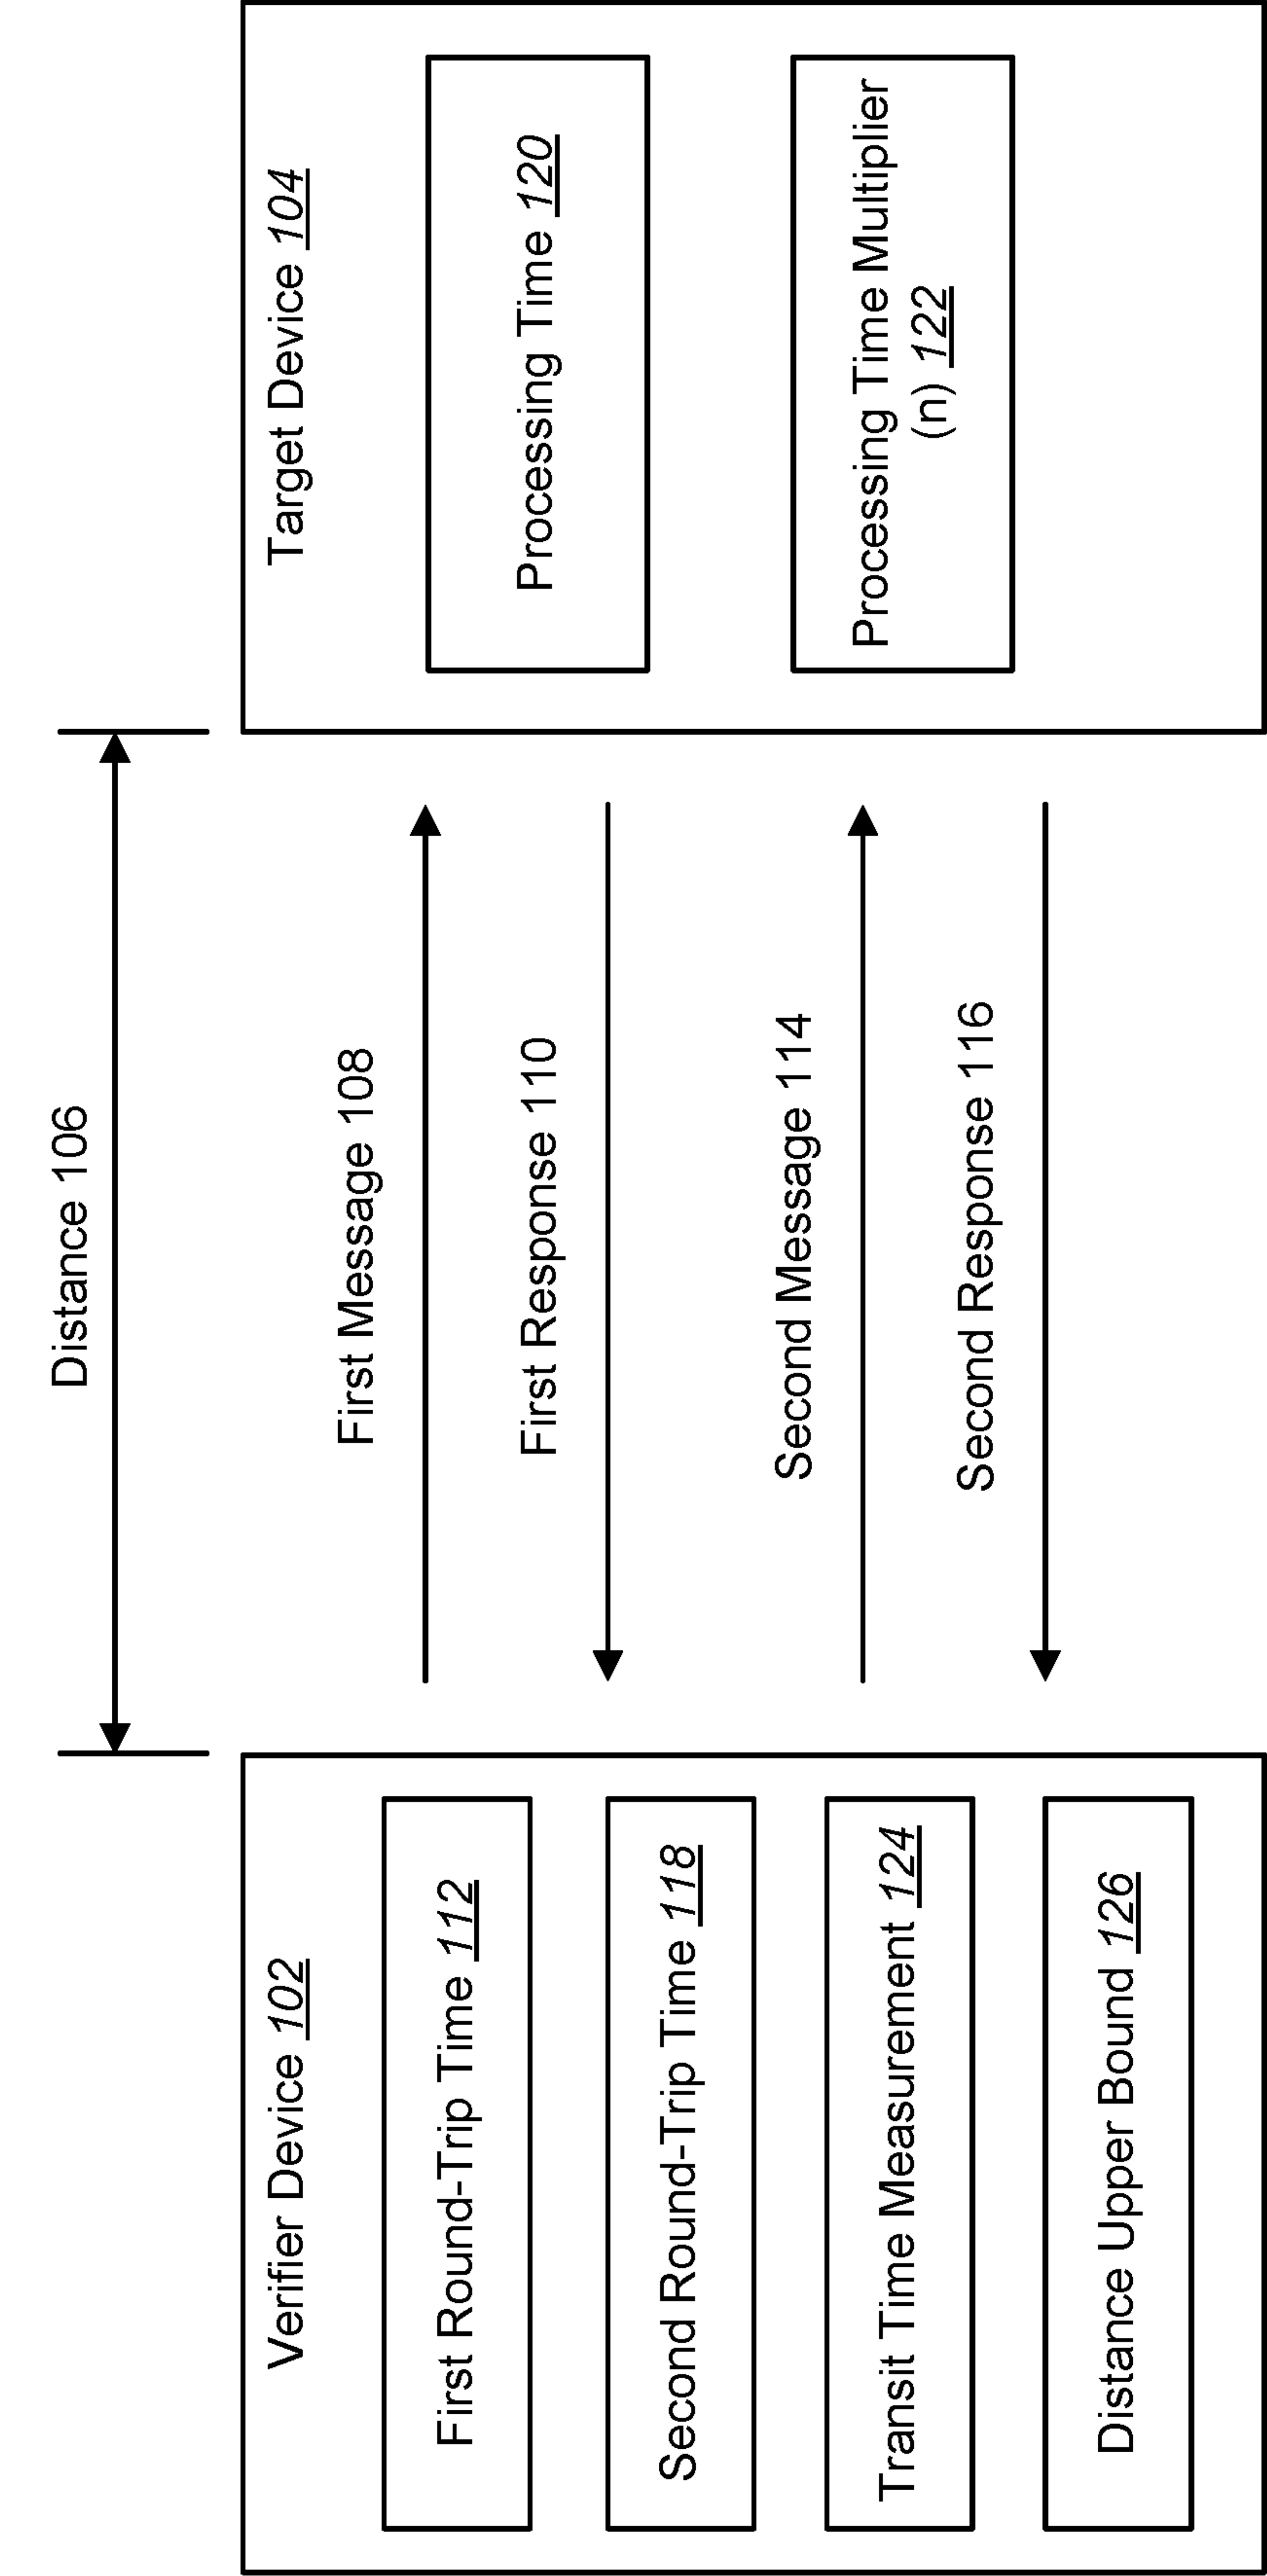 Distance 106
Verifier Device 102
First Round-Trip Time 112
Second Round-Trip Time 118
Transit Time Measurement 124
Distance Upper Bound 126
First Message 108
First Response 110
Second Message 114
Second Response 116
Target Device 104
Processing Time 120
Processing Time Multiplier
(n) 122